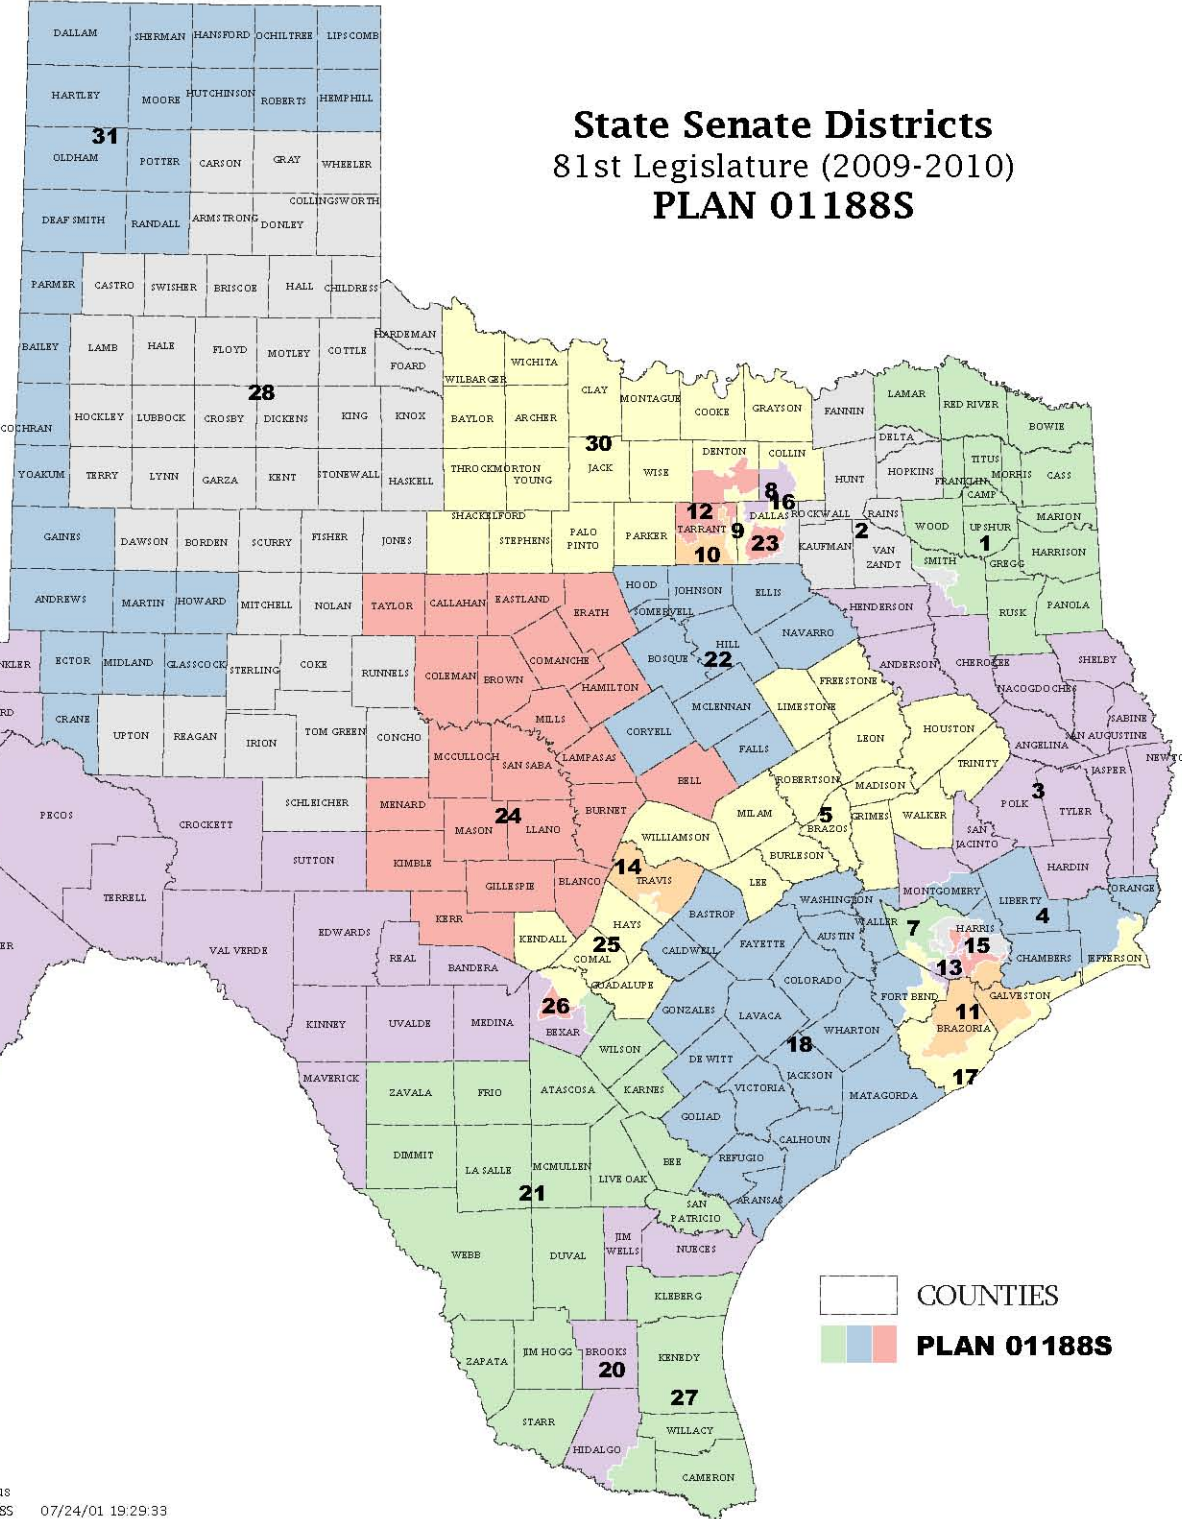 State Senate Districts
81st Legislature (2009-2010)
PLAN 01188S
DALLAM SHERMAN HANSFORD OCHILTREE LIPSCOMB
HARTLEY MOORE HUTCHINSON ROBERTS HEMPHILL
31
OLDHAM POTTER CARSON GRAY WHEELER
COLLINGSWORTH
DEAF SMITH RANDALL ARMSTRONG DONLEY
PARMER CASTRO SWISHER BRISCOE HALL CHILDRESS
HARDEMAN
BAILEY LAMB HALE FLOYD MOTLEY COTTLE FOARD
28
WILBARGER WICHITA CLAY MONTAGUE COOKE GRAYSON FANNIN LAMAR RED RIVER BOWIE
COCHRAN HOCKLEY LUBBOCK CROSBY DICKENS KING KNOX BAYLOR ARCHER
30
DENTON COLLIN DELTA
YOAKUM TERRY LYNN GARZA KENT STONEWALL HASKELL THROCKMORTON YOUNG JACK WISE HUNT HOPKINS FRANKLIN TITUS MORRIS CASS
CAMP
8
16
12
SHACKELFORD
DALLAS ROCKWALL RAINS WOOD UPSHUR MARION
GAINES DAWSON BORDEN SCURRY FISHER JONES STEPHENS PALO PINTO PARKER TARRANT
9
10
23
2
1
KAUFMAN VAN ZANDT SMITH GREGG HARRISON
ANDREWS MARTIN HOWARD MITCHELL NOLAN TAYLOR CALLAHAN EASTLAND ERATH HOOD SOMERVELL JOHNSON ELLIS HENDERSON RUSK PANOLA
NKLER ECTOR MIDLAND GLASSCOCK STERLING COKE RUNNELS COLEMAN BROWN COMANCHE HAMILTON BOSQUE HILL NAVARRO ANDERSON CHEROKEE SHELBY
22
FREESTONE NACOGDOCHES
RD CRANE UPTON REAGAN IRION TOM GREEN CONCHO MILLS CORYELL MCLENNAN LIMESTONE HOUSTON SABINE
SAN AUGUSTINE
MCCULLOCH SAN SABA LAMPASAS FALLS LEON ANGELINA
NEWTO
PECOS CROCKETT SCHLEICHER MENARD BELL ROBERTSON MADISON TRINITY JASPER
24
MASON LLANO BURNET MILAM
5
BRAZOS GRIMES WALKER POLK
3
TYLER
SUTTON KIMBLE WILLIAMSON BURLESON SAN JACINTO HARDIN
TERRELL GILLESPIE BLANCO
14
TRAVIS LEE MONTGOMERY LIBERTY ORANGE
ER VAL VERDE EDWARDS KERR KENDALL HAYS BASTROP WASHINGTON WALLER
7
HARRIS
4
REAL BANDERA COMAL
25
CALDWELL FAYETTE AUSTIN
15
13
CHAMBERS JEFFERSON
KINNEY UVALDE MEDINA
26
BEXAR GUADALUPE GONZALES LAVACA COLORADO FORT BEND GALVESTON
11
BRAZORIA
WILSON DE WITT
18
WHARTON
17
MAVERICK ZAVALA FRIO ATASCOSA KARNES VICTORIA JACKSON MATAGORDA
GOLIAD
DIMMIT LA SALLE MCMULLEN LIVE OAK BEE REFUGIO CALHOUN
21
SAN PATRICIO ARANSAS
WEBB DUVAL JIM WELLS NUECES
KLEBERG
ZAPATA JIM HOGG BROOKS KENEDY
20
27
STARR HIDALGO WILLACY
CAMERON
COUNTIES
PLAN 01188S
8S 07/24/01 19:29:33